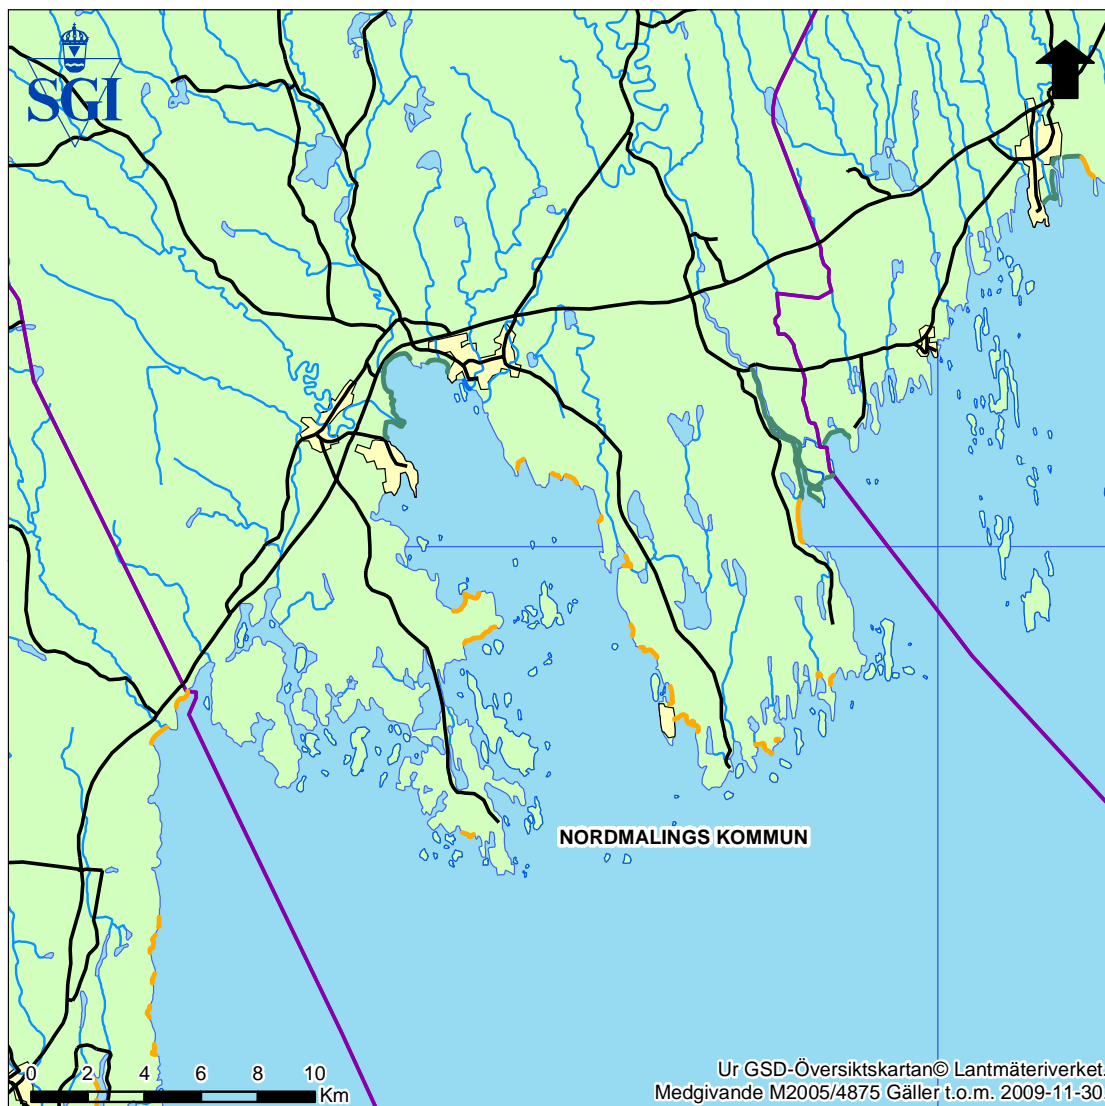 SGI
NORDMALINGS KOMMUN
0 2 4 6 8 10
Km
Ur GSD-Översiktskartan© Lantmäteriverket.
Medgivande M2005/4875 Gäller t.o.m. 2009-11-30